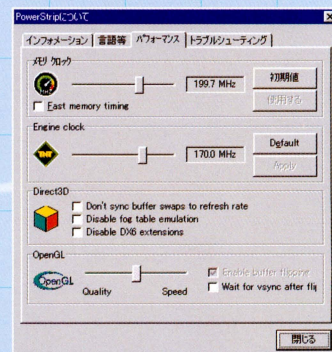 PowerStripについて
インフォメーション 言語等 パフォーマンス トラブルシューティング
メモリ クロック
199.7 MHz
初期値
使用する
Fast memory timing
Engine clock
TNT
170.0 MHz
Default
Apply
Direct3D
Don't sync buffer swaps to refresh rate
Disable fog table emulation
Disable DX6 extensions
OpenGL
OpenGL
Quality Speed
Enable buffer flipping
Wait for vsync after flip
閉じる